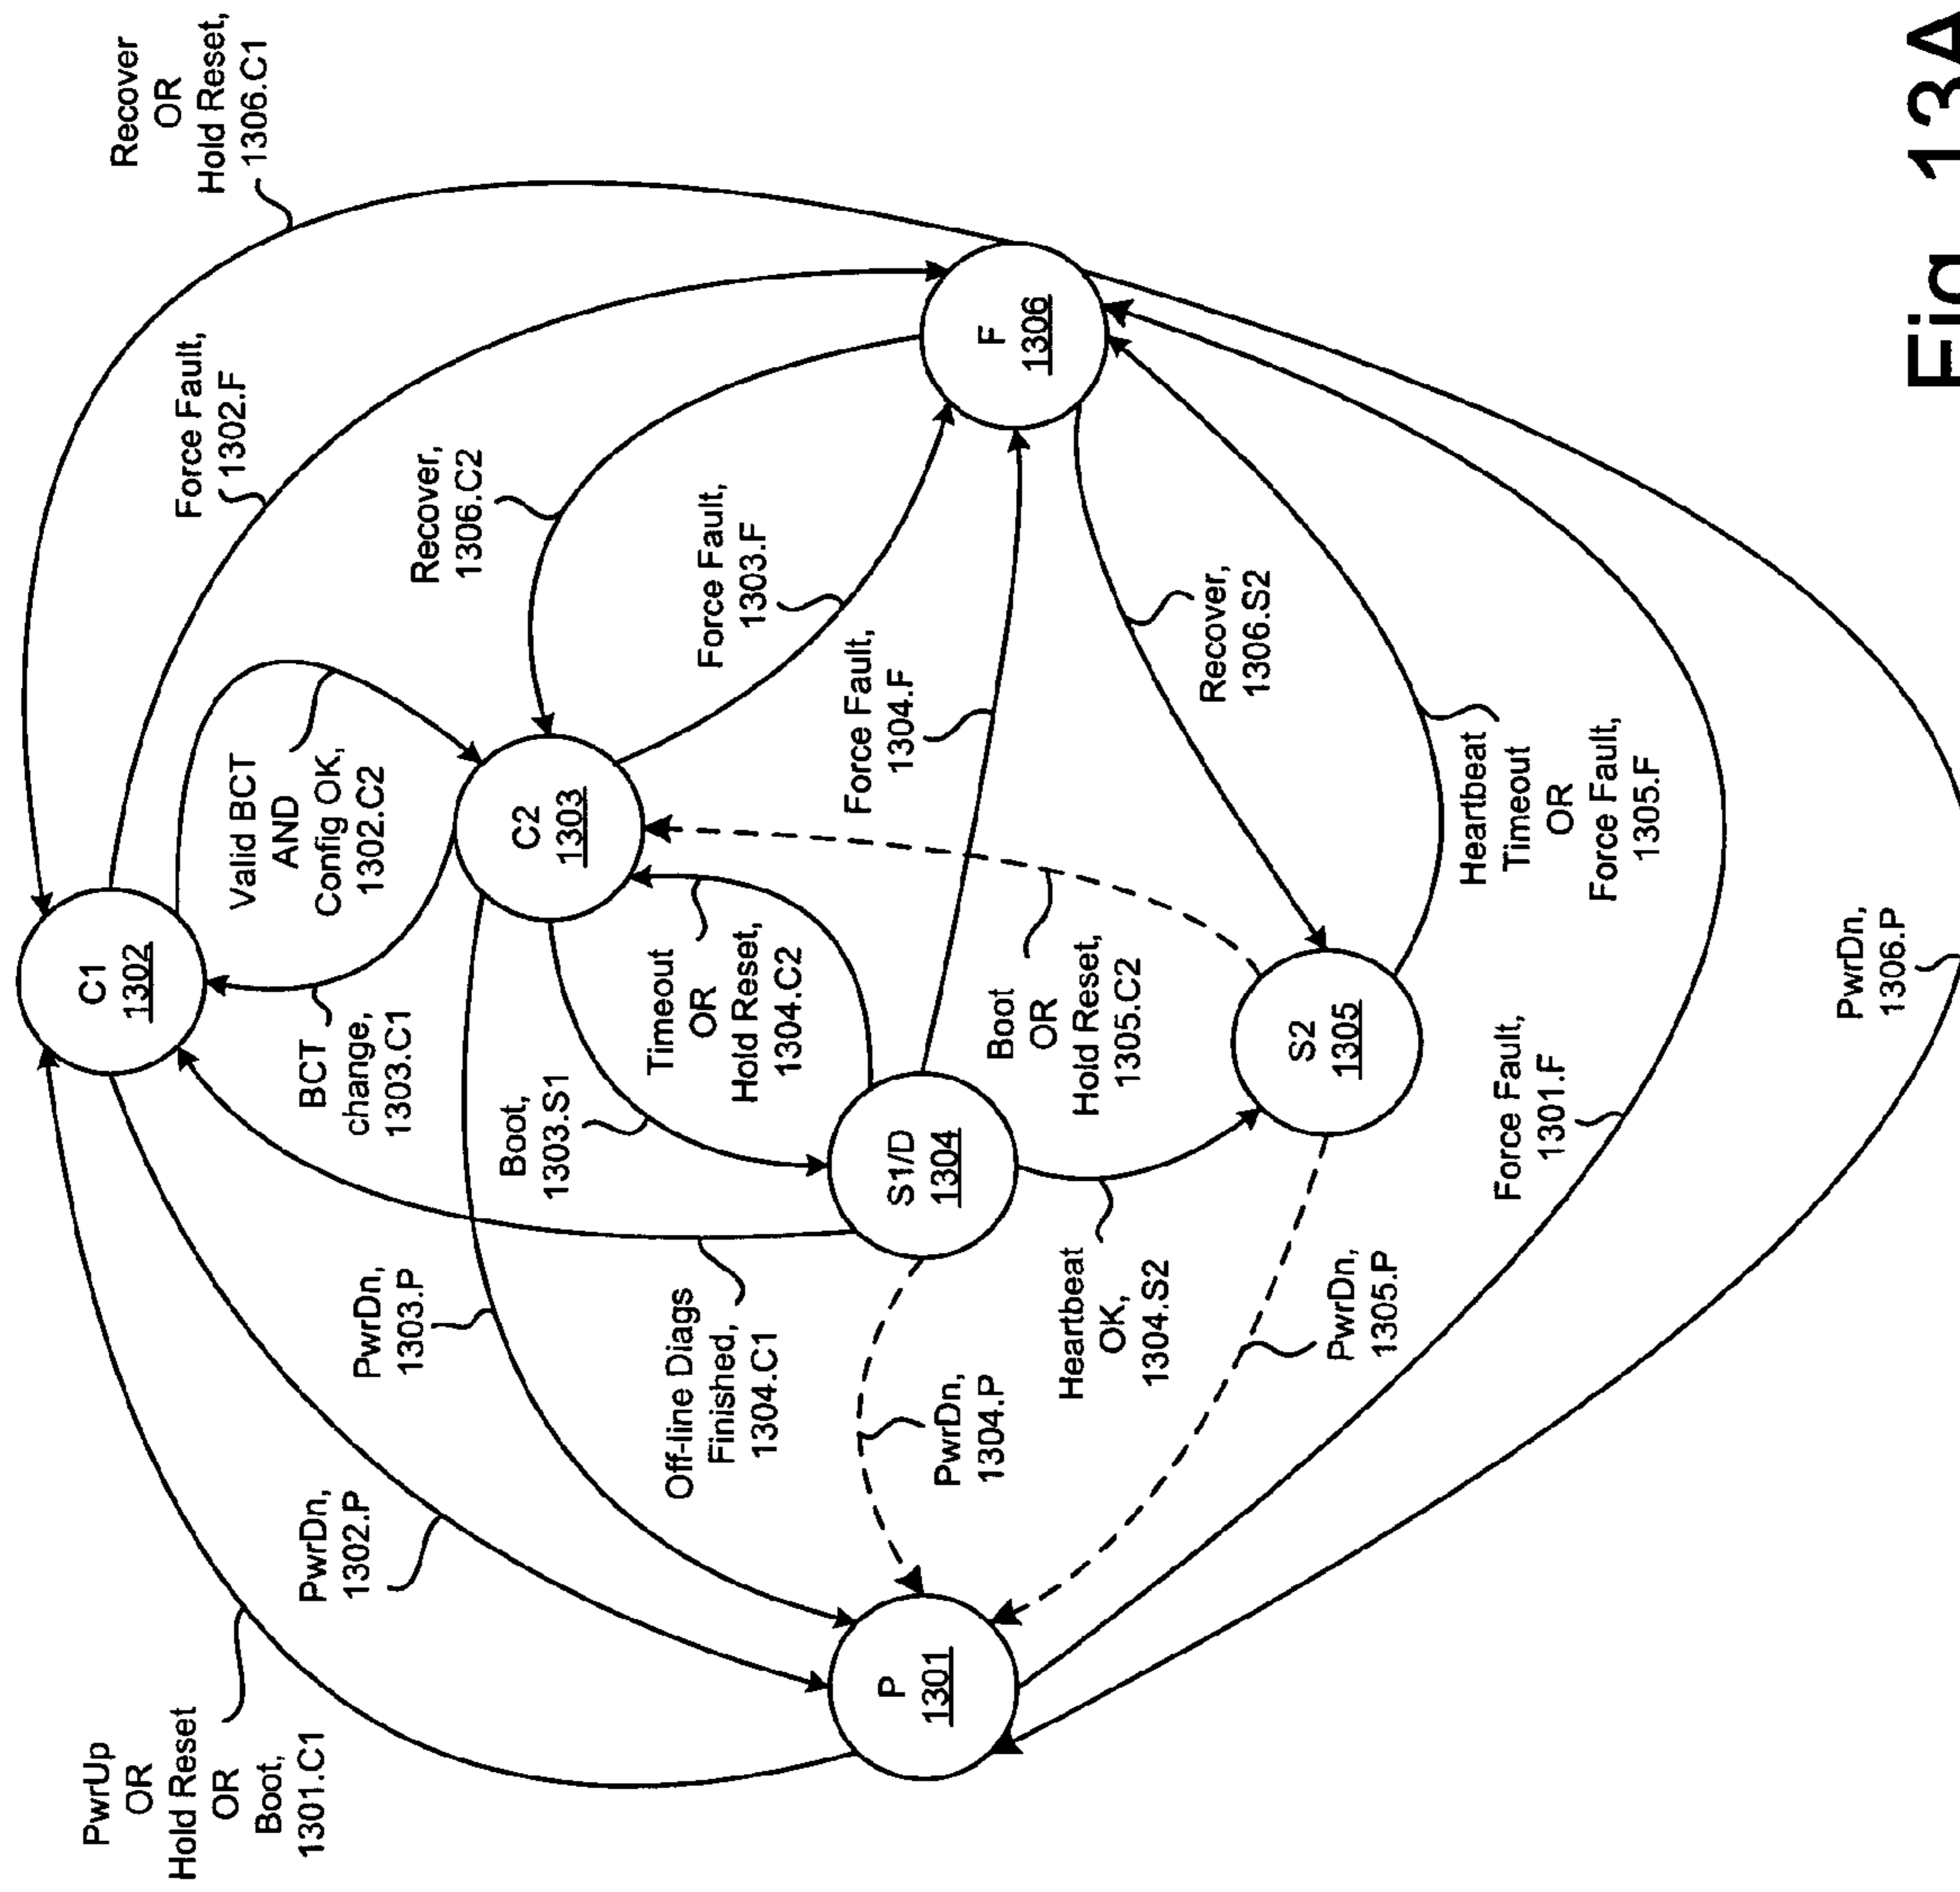 PwrUp
OR
Hold Reset
OR
Boot,
1301.C1
PwrDn,
1302.P
PwrDn,
1303.P
Off-line Diags
Finished,
1304.C1
C1
1302
BCT
change,
1303.C1
Valid BCT
AND
Config OK,
1302.C2
Force Fault,
1302.F
Recover
OR
Hold Reset,
1306.C1
Recover,
1306.C2
Force Fault,
1303.F
C2
1303
Boot,
1303.S1
Timeout
OR
Hold Reset,
1304.C2
Force Fault,
1304.F
P
1301
PwrDn,
1304.P
S1/D
1304
F
1306
Heartbeat
OK,
1304.S2
Boot
OR
Hold Reset,
1305.C2
Recover,
1306.S2
S2
1305
PwrDn,
1305.P
Heartbeat
Timeout
OR
Force Fault,
1305.F
Force Fault,
1301.F
PwrDn,
1306.P
Fig. 13A